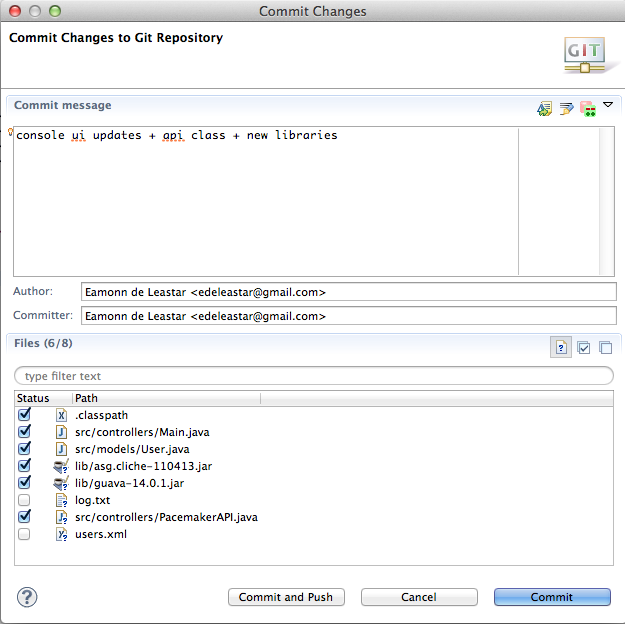 Commit Changes
Commit Changes to Git Repository
GIT
Commit message
console ui updates + api class + new libraries
Author: Eamonn de Leastar <edeleastar@gmail.com>
Committer: Eamonn de Leastar <edeleastar@gmail.com>
Files (6/8)
type filter text
Status Path
.classpath
src/controllers/Main.java
src/models/User.java
lib/asg.cliche-110413.jar
lib/guava-14.0.1.jar
log.txt
src/controllers/PacemakerAPI.java
users.xml
? Commit and Push Cancel Commit